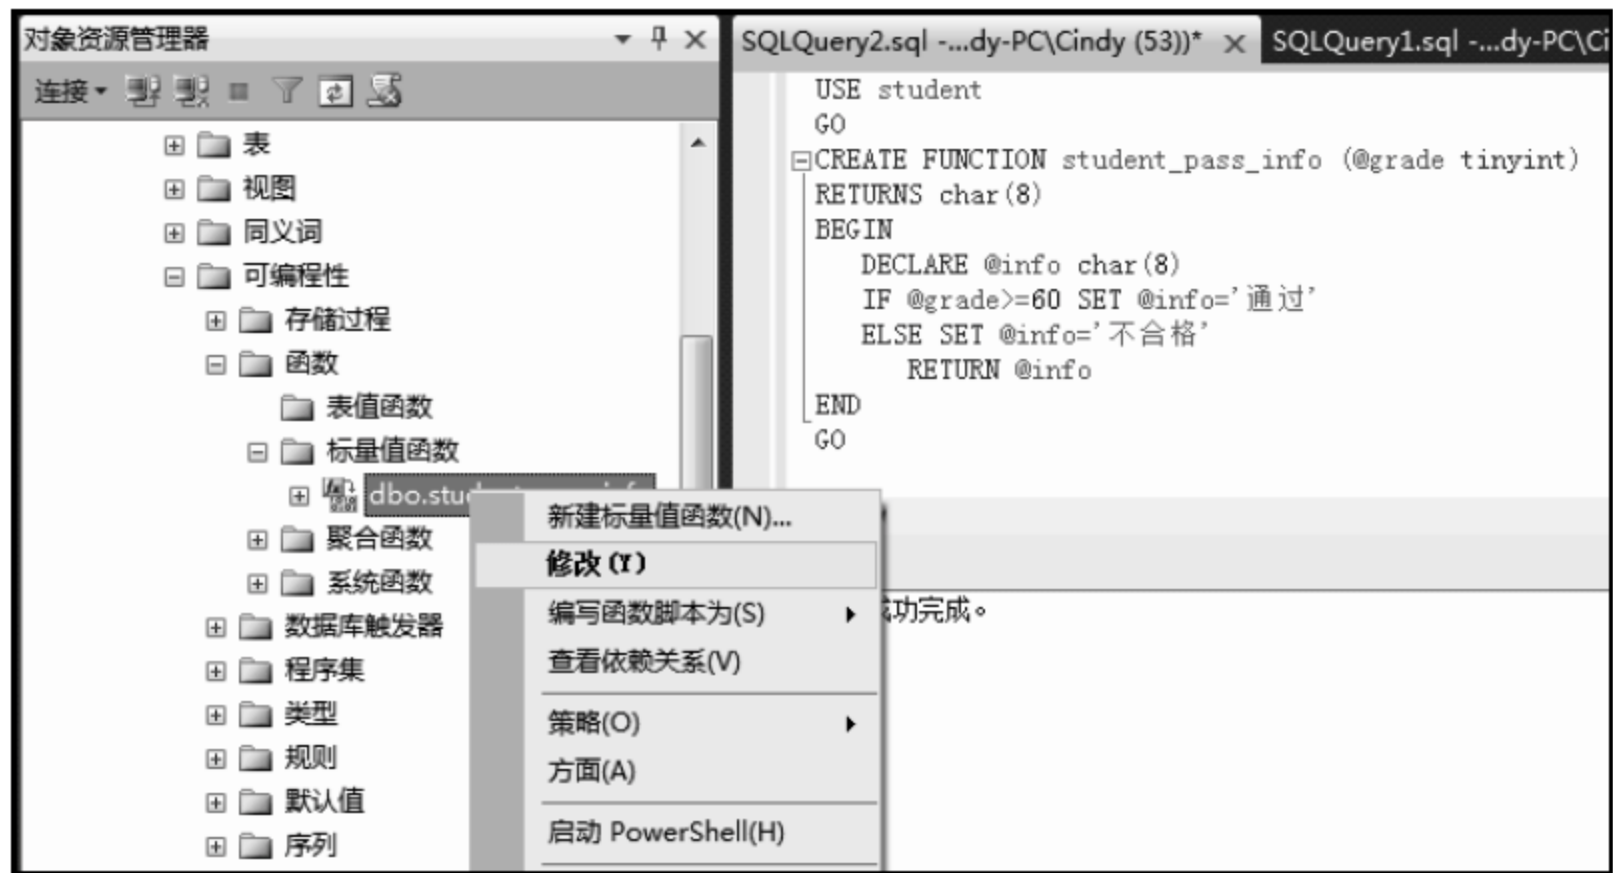 对象资源管理器
连接
表
视图
同义词
可编程性
存储过程
函数
表值函数
标量值函数
聚合函数
系统函数
数据库触发器
程序集
类型
规则
默认值
序列
新建标量值函数(N)...
修改(Y)
编写函数脚本为(S)
查看依赖关系(V)
策略(O)
方面(A)
启动 PowerShell(H)
SQLQuery2.sql -...dy-PC\Cindy (53))*
SQLQuery1.sql -...dy-PC\Ci
USE student
GO
CREATE FUNCTION student_pass_info (@grade tinyint)
RETURNS char(8)
BEGIN
DECLARE @info char(8)
IF @grade>=60 SET @info='通过'
ELSE SET @info='不合格'
RETURN @info
END
GO
功完成。